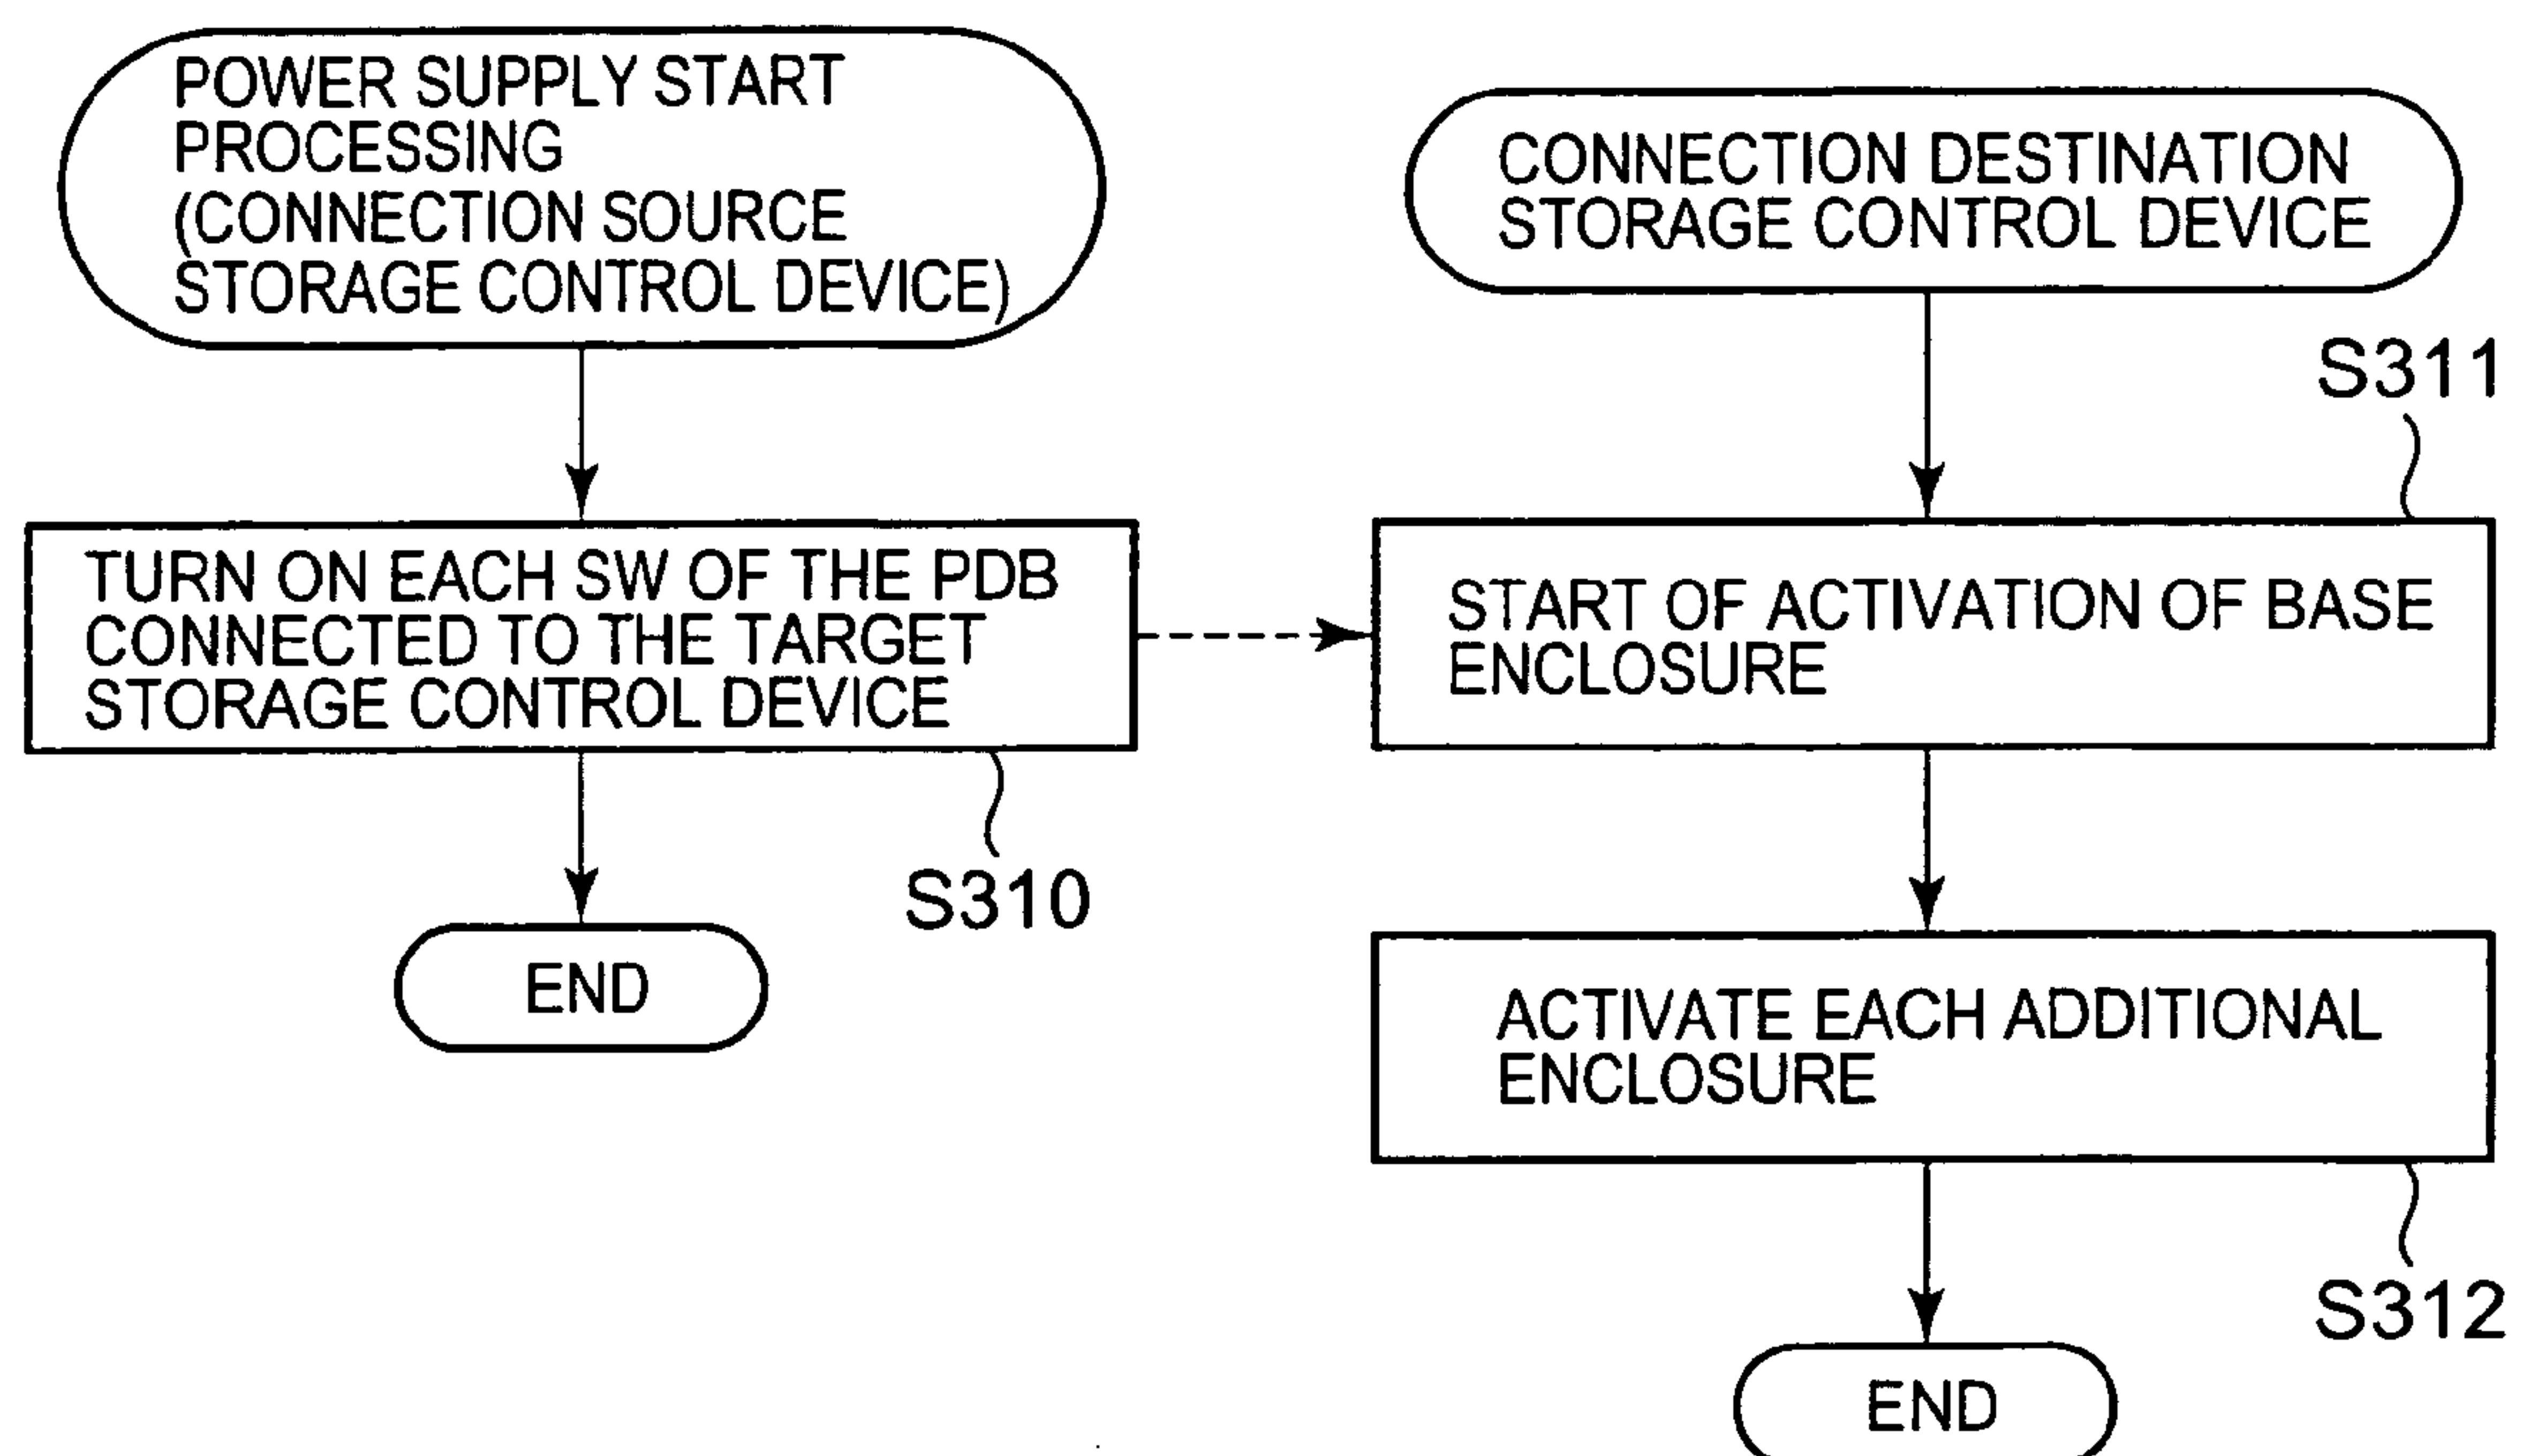 POWER SUPPLY START
PROCESSING
(CONNECTION SOURCE
STORAGE CONTROL DEVICE)
TURN ON EACH SW OF THE PDB
CONNECTED TO THE TARGET
STORAGE CONTROL DEVICE
S310
END
CONNECTION DESTINATION
STORAGE CONTROL DEVICE
S311
START OF ACTIVATION OF BASE
ENCLOSURE
ACTIVATE EACH ADDITIONAL
ENCLOSURE
S312
END